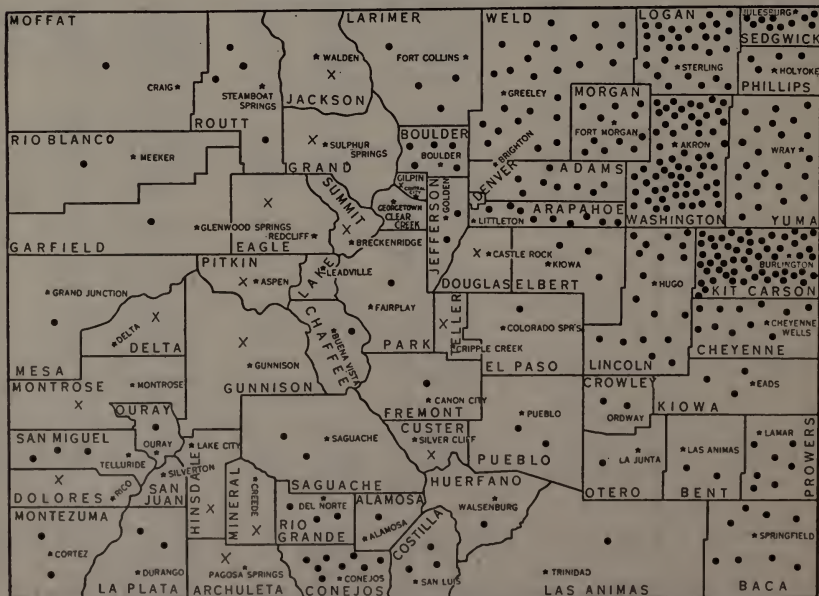 MOFFAT
LARIMER
WELD
LOGAN
JULESBURG
SEDGWICK
WALDEN
FORT COLLINS
STERLING
HOLYOKE
CRAIG
STEAMBOAT
SPRINGS
JACKSON
GREELEY
MORGAN
PHILLIPS
ROUTT
FORT MORGAN
RIO BLANCO
BOULDER
MEEKER
SULPHUR
SPRINGS
BOULDER
BRIGHTON
AKRON
WRAY
GRAND
GILPIN
CENTRAL CITY
ADAMS
SUMMIT
DENVER
GEORGETOWN
CLEAR
CREEK
JEFFERSON
GOLDEN
ARAPAHOE
WASHINGTON
YUMA
GLENWOOD SPRINGS
REDCLIFF
LITTLETON
GARFIELD
EAGLE
BRECKENRIDGE
PITKIN
LAKE
LEADVILLE
CASTLE ROCK
KIOWA
BURLINGTON
GRAND JUNCTION
ASPEN
DOUGLAS
ELBERT
HUGO
KIT CARSON
DELTA
FAIRPLAY
TELLER
COLORADO SPR'S.
CHEYENNE
WELLS
DELTA
CHAFFEE
BUENA VISTA
PARK
CRIPPLE CREEK
MESA
GUNNISON
EL PASO
LINCOLN
CHEYENNE
MONTROSE
MONTROSE
GUNNISON
CANON CITY
CROWLEY
EADS
OURAY
FREMONT
PUEBLO
ORDWAY
KIOWA
SAN MIGUEL
OURAY
LAKE CITY
SAGUACHE
CUSTER
SILVER CLIFF
LAMAR
PROWERS
TELLURIDE
SILVERTON
LA JUNTA
LAS ANIMAS
DOLORES
RICO
SAN
JUAN
HINSDALE
MINERAL
CREEDE
SAGUACHE
HUERFANO
PUEBLO
OTERO
BENT
MONTEZUMA
DEL NORTE
ALAMOSA
WALSENBURG
RIO
GRANDE
ALAMOSA
COSTILLA
SPRINGFIELD
CORTEZ
DURANGO
PAGOSA SPRINGS
CONEJOS
SAN LUIS
TRINIDAD
LA PLATA
ARCHULETA
CONEJOS
LAS ANIMAS
BACA